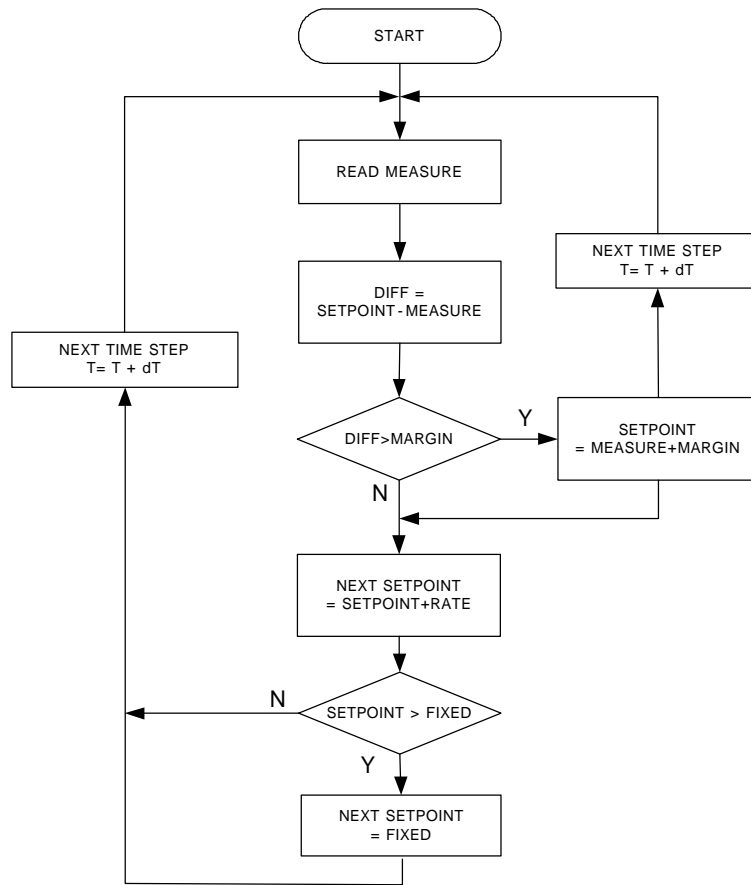 START
READ MEASURE
DIFF =
SETPOINT-MEASURE
NEXT TIME STEP
T= T + dT
NEXT TIME STEP
T= T + dT
DIFF>MARGIN
Y
SETPOINT
= MEASURE+MARGIN
N
NEXT SETPOINT
= SETPOINT+RATE
N
SETPOINT > FIXED
Y
NEXT SETPOINT
= FIXED